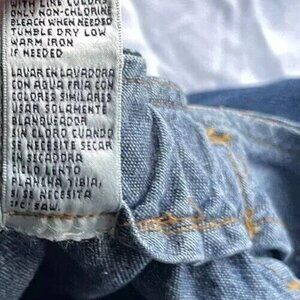 WITH LIKE COLORS
ONLY NON-CHLORINE
BLEACH WHEN NEEDED
TUMBLE DRY LOW
WARM IRON
IF NEEDED
LAVAR EN LAVADORA
CON AGUA FRIA CON
COLORES SIMILARES
USAR SOLAMENTE
BLANQUEADOR
SIN CLORO CUANDO
SE NECESITE SECAR
EN SECADORA
CICLO LENTO
PLANCHA TIBIA,
SI SE NECESITA